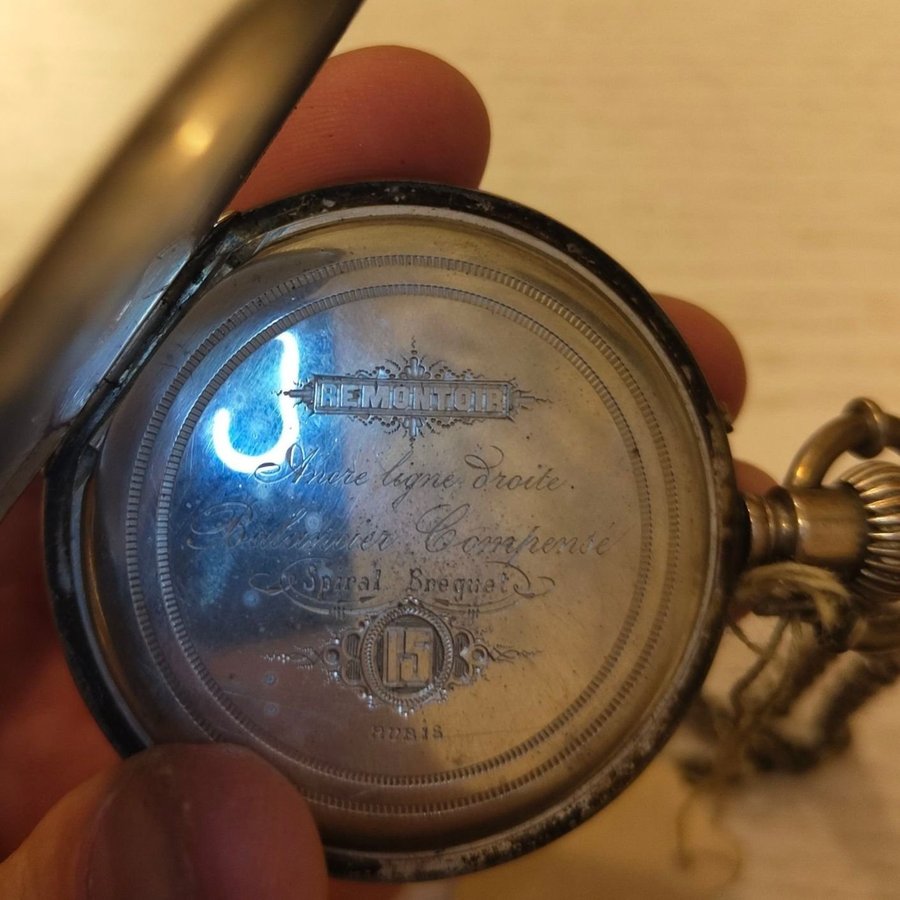 REMONTOIR
Ancre ligne droite.
Balancier Compensé
Spiral Breguet
15
RUBIS